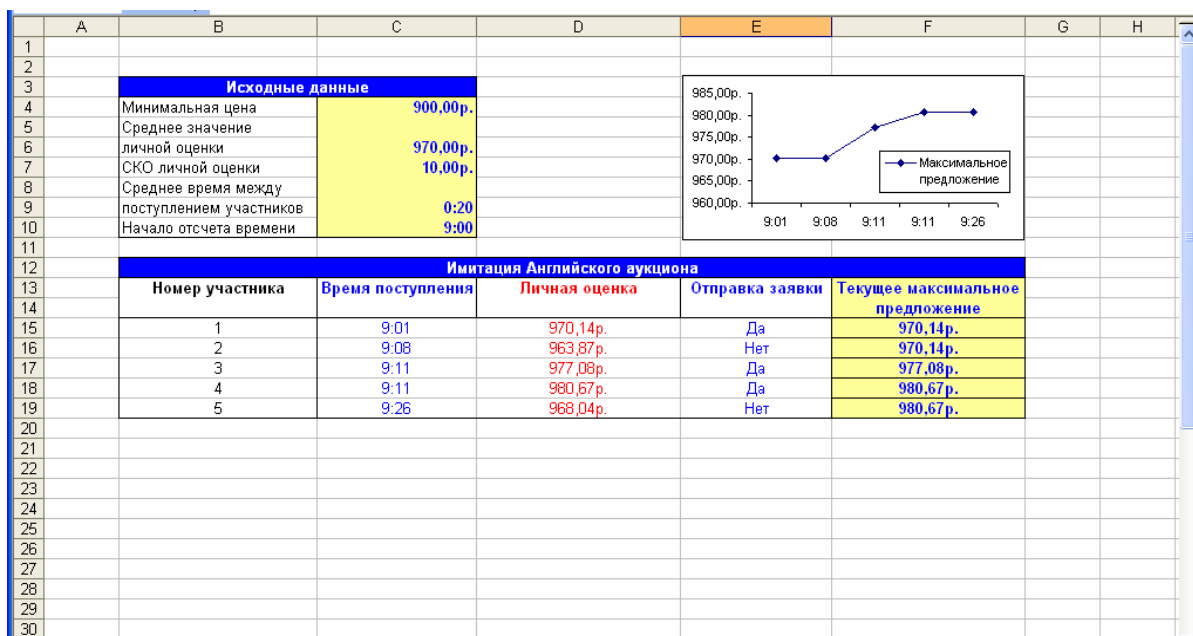 A B C D E F G H
1
2
3 Исходные данные
4 Минимальная цена 900,00р.
5 Среднее значение
6 личной оценки 970,00р.
7 СКО личной оценки 10,00р.
8 Среднее время между
9 поступлением участников 0:20
10 Начало отсчета времени 9:00
985,00р.
980,00р.
975,00р.
970,00р.
965,00р.
960,00р.
9:01 9:08 9:11 9:11 9:26
Максимальное
предложение
11
12 Имитация Английского аукциона
13 Номер участника Время поступления Личная оценка Отправка заявки Текущее максимальное
14 предложение
15 1 9:01 970,14р. Да 970,14р.
16 2 9:08 963,87р. Нет 970,14р.
17 3 9:11 977,08р. Да 977,08р.
18 4 9:11 980,67р. Да 980,67р.
19 5 9:26 968,04р. Нет 980,67р.
20
21
22
23
24
25
26
27
28
29
30